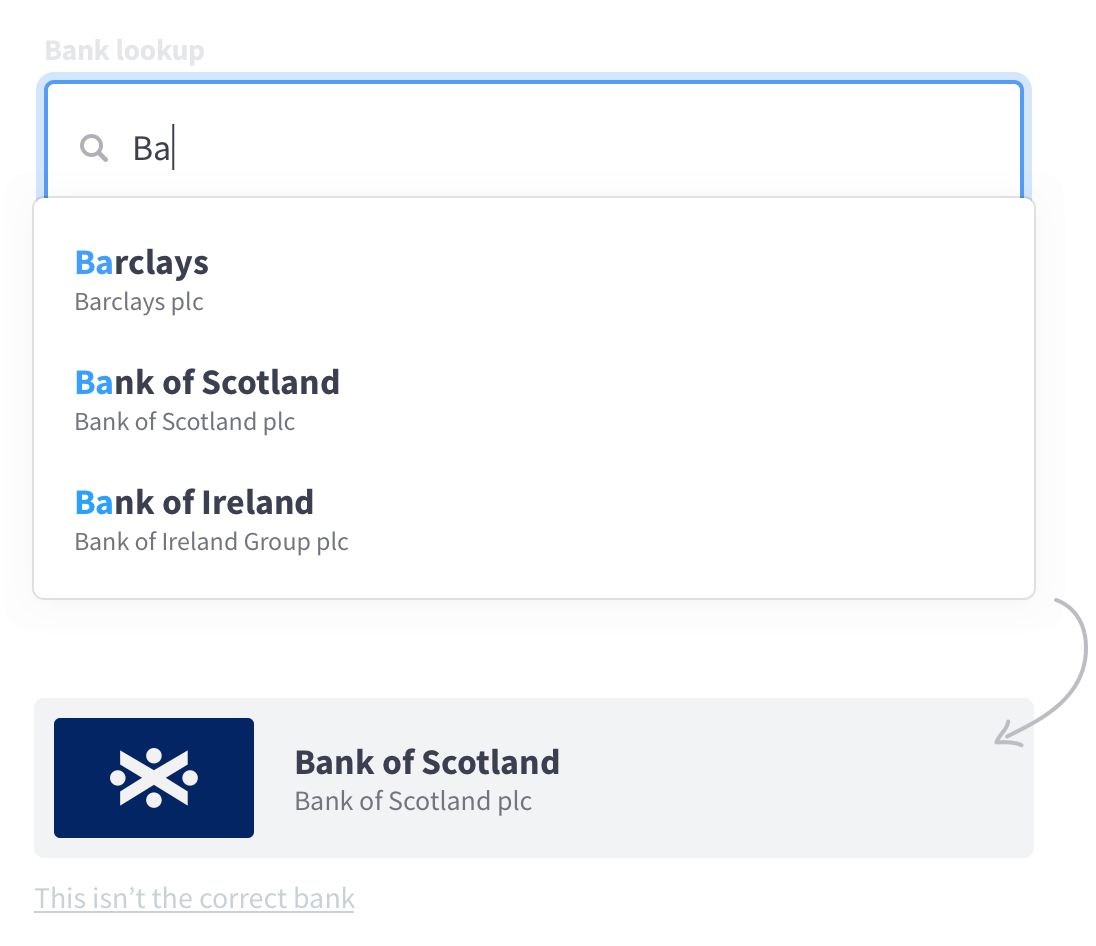 Bank lookup
Ba
Barclays
Barclays plc
Bank of Scotland
Bank of Scotland plc
Bank of Ireland
Bank of Ireland Group plc
Bank of Scotland
Bank of Scotland plc
This isn’t the correct bank